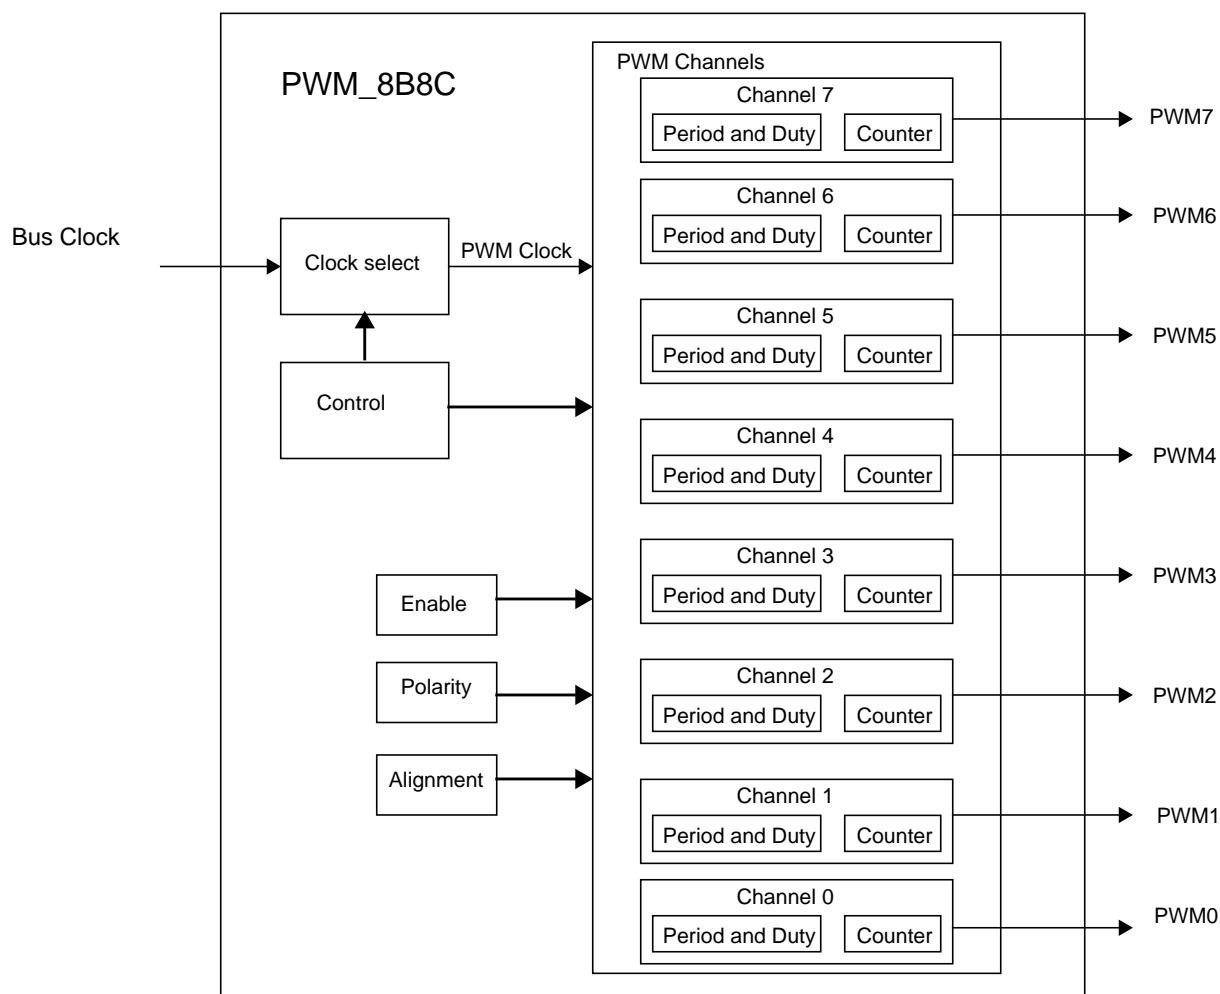 PWM_8B8C
PWM Channels
Channel 7
Period and Duty Counter
PWM7
Channel 6
Period and Duty Counter
PWM6
Bus Clock
Clock select
PWM Clock
Channel 5
Period and Duty Counter
PWM5
Control
Channel 4
Period and Duty Counter
PWM4
Channel 3
Period and Duty Counter
PWM3
Enable
Channel 2
Period and Duty Counter
PWM2
Polarity
Alignment
Channel 1
Period and Duty Counter
PWM1
Channel 0
Period and Duty Counter
PWM0